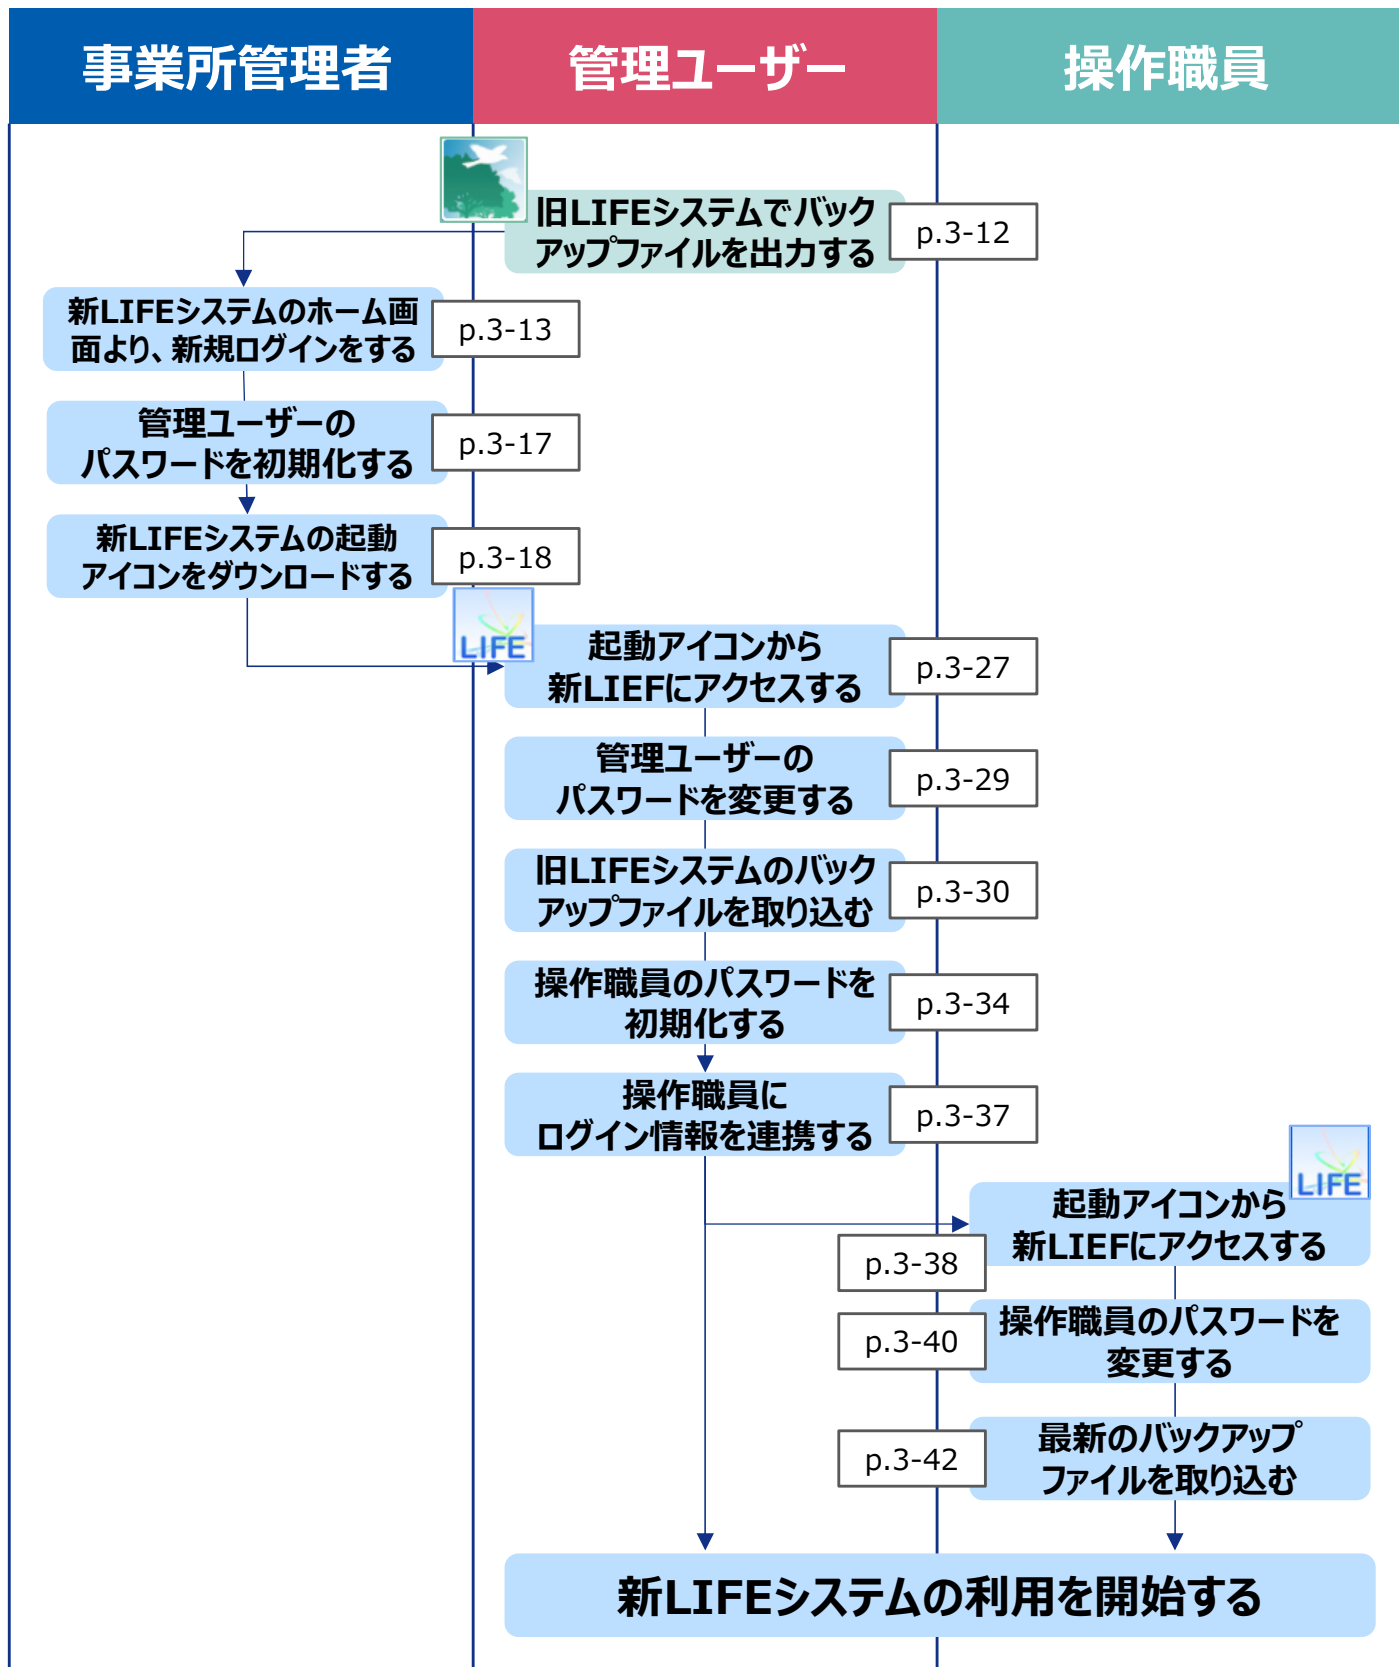 事業所管理者
管理ユーザー
操作職員
旧LIFEシステムでバック
アップファイルを出力する
p.3-12
新LIFEシステムのホーム画
面より、新規ログインをする
p.3-13
管理ユーザーの
パスワードを初期化する
p.3-17
新LIFEシステムの起動
アイコンをダウンロードする
p.3-18
LIFE
起動アイコンから
新LIEFにアクセスする
p.3-27
管理ユーザーの
パスワードを変更する
p.3-29
旧LIFEシステムのバック
アップファイルを取り込む
p.3-30
操作職員のパスワードを
初期化する
p.3-34
操作職員に
ログイン情報を連携する
p.3-37
LIFE
起動アイコンから
新LIEFにアクセスする
p.3-38
操作職員のパスワードを
変更する
p.3-40
最新のバックアップ
ファイルを取り込む
p.3-42
新LIFEシステムの利用を開始する